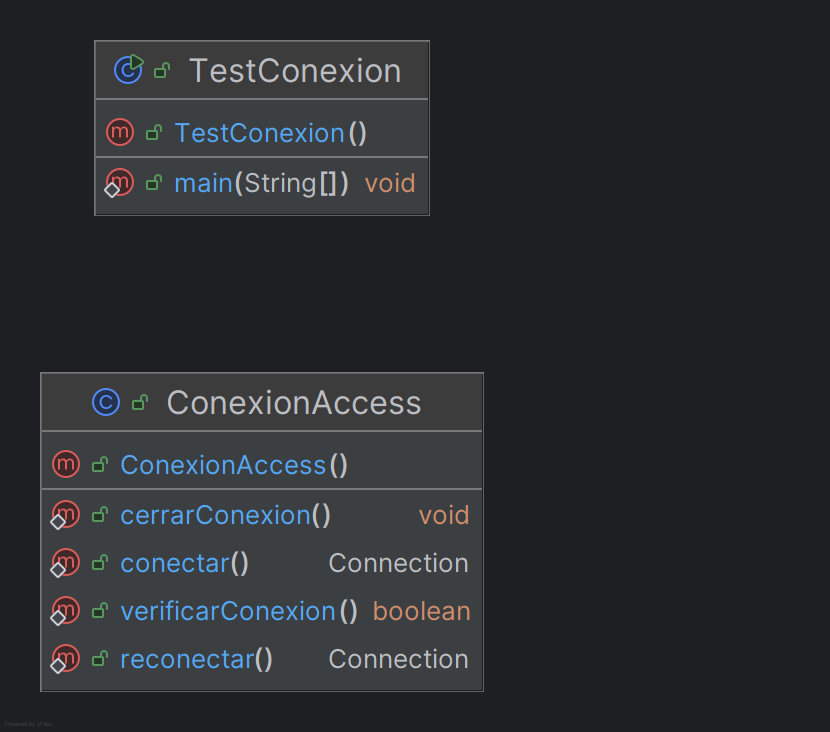 TestConexion
TestConexion()
main(String[]) void
ConexionAccess
ConexionAccess()
cerrarConexion() void
conectar() Connection
verificarConexion() boolean
reconectar() Connection
Powered by yFiles